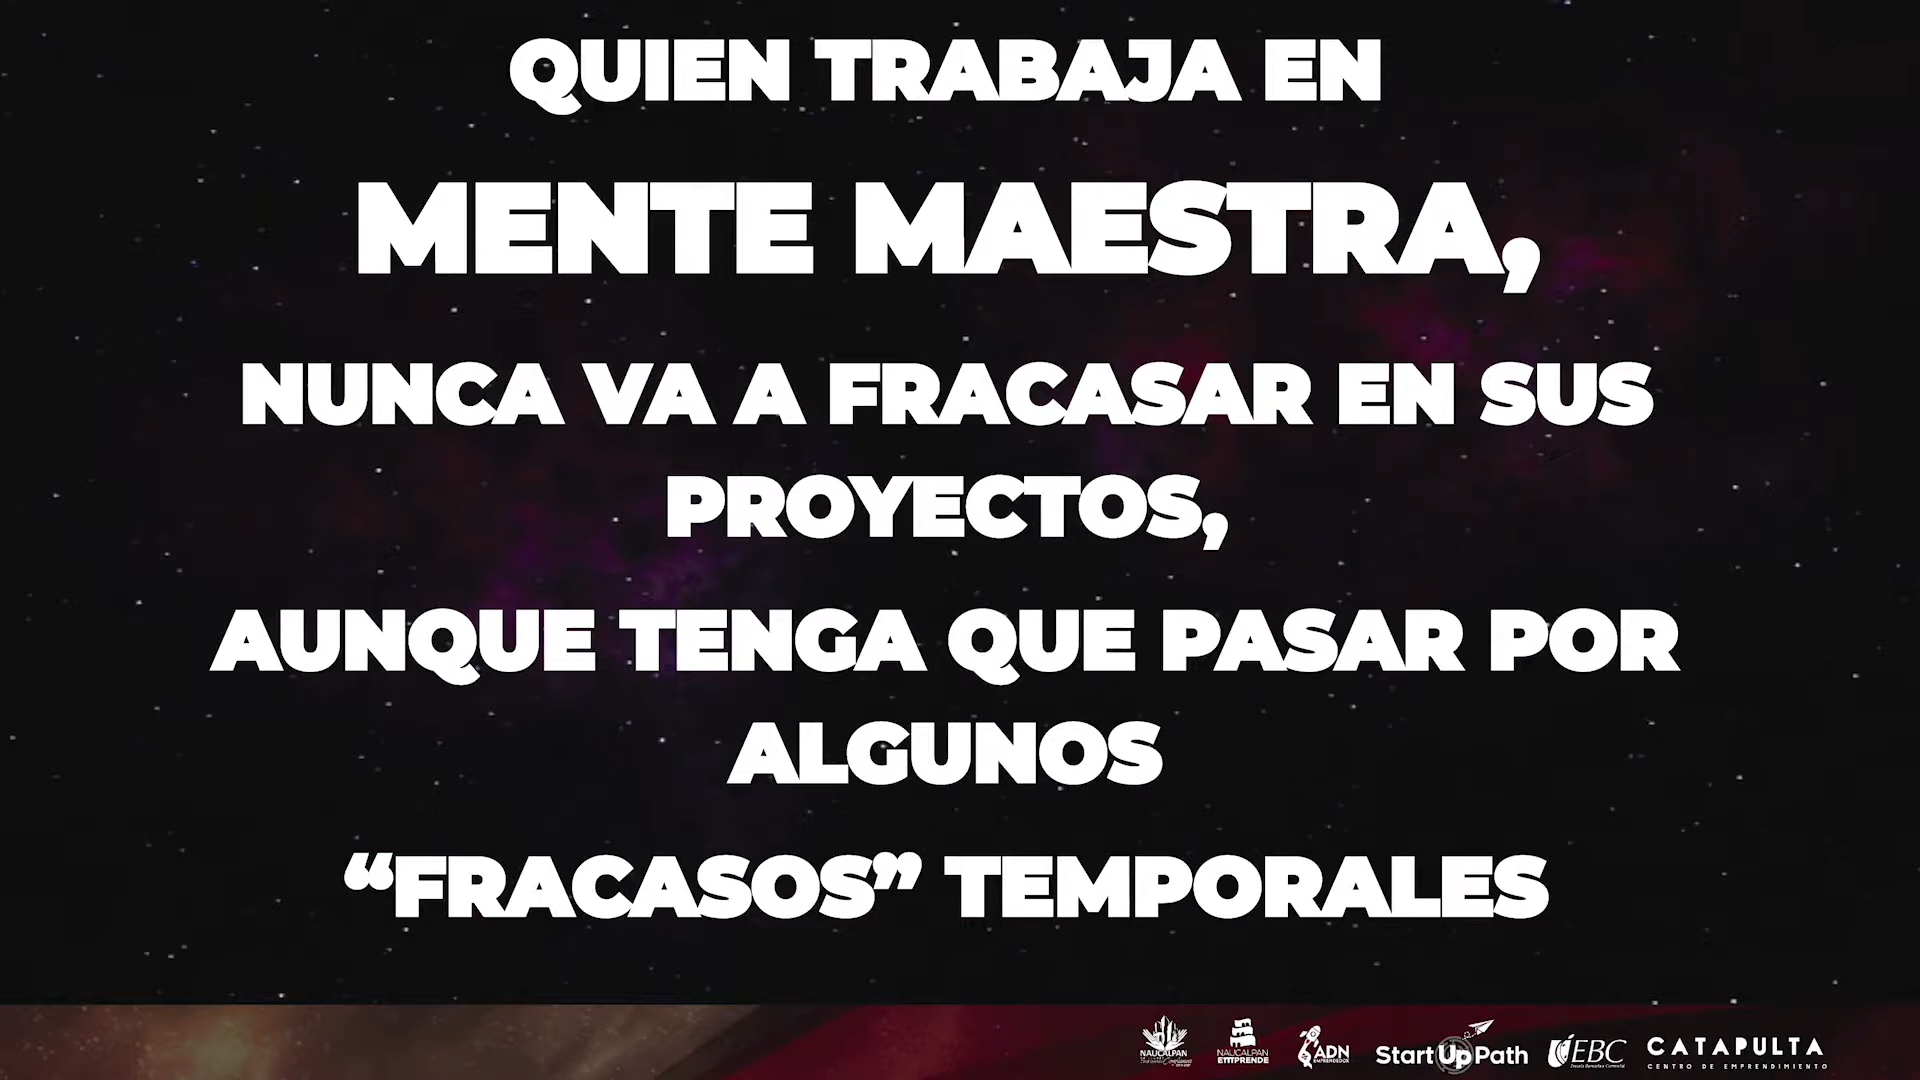 QUIEN TRABAJA EN
MENTE MAESTRA,
NUNCA VA A FRACASAR EN SUS
PROYECTOS,
AUNQUE TENGA QUE PASAR POR
ALGUNOS
“FRACASOS” TEMPORALES
NAUCALPAN
NAUCALPAN
EMPRENDE
ADN
EMPRENDEDOR
StartUpPath
EBC
CATAPULTA
CENTRO DE EMPRENDIMIENTO